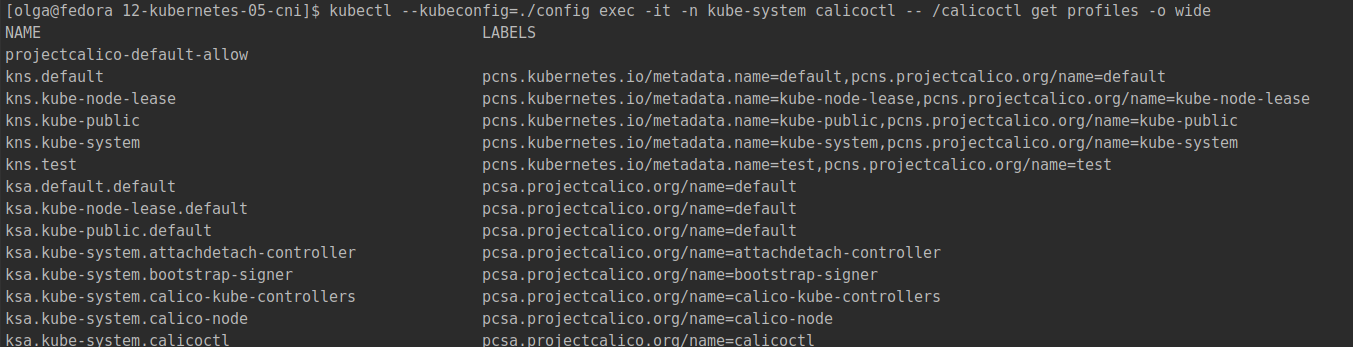 [olga@fedora 12-kubernetes-05-cni]$ kubectl --kubeconfig=./config exec -it -n kube-system calicoctl -- /calicoctl get profiles -o wide
NAME LABELS
projectcalico-default-allow
kns.default pcns.kubernetes.io/metadata.name=default,pcns.projectcalico.org/name=default
kns.kube-node-lease pcns.kubernetes.io/metadata.name=kube-node-lease,pcns.projectcalico.org/name=kube-node-lease
kns.kube-public pcns.kubernetes.io/metadata.name=kube-public,pcns.projectcalico.org/name=kube-public
kns.kube-system pcns.kubernetes.io/metadata.name=kube-system,pcns.projectcalico.org/name=kube-system
kns.test pcns.kubernetes.io/metadata.name=test,pcns.projectcalico.org/name=test
ksa.default.default pcsa.projectcalico.org/name=default
ksa.kube-node-lease.default pcsa.projectcalico.org/name=default
ksa.kube-public.default pcsa.projectcalico.org/name=default
ksa.kube-system.attachdetach-controller pcsa.projectcalico.org/name=attachdetach-controller
ksa.kube-system.bootstrap-signer pcsa.projectcalico.org/name=bootstrap-signer
ksa.kube-system.calico-kube-controllers pcsa.projectcalico.org/name=calico-kube-controllers
ksa.kube-system.calico-node pcsa.projectcalico.org/name=calico-node
ksa.kube-system.calicoctl pcsa.projectcalico.org/name=calicoctl